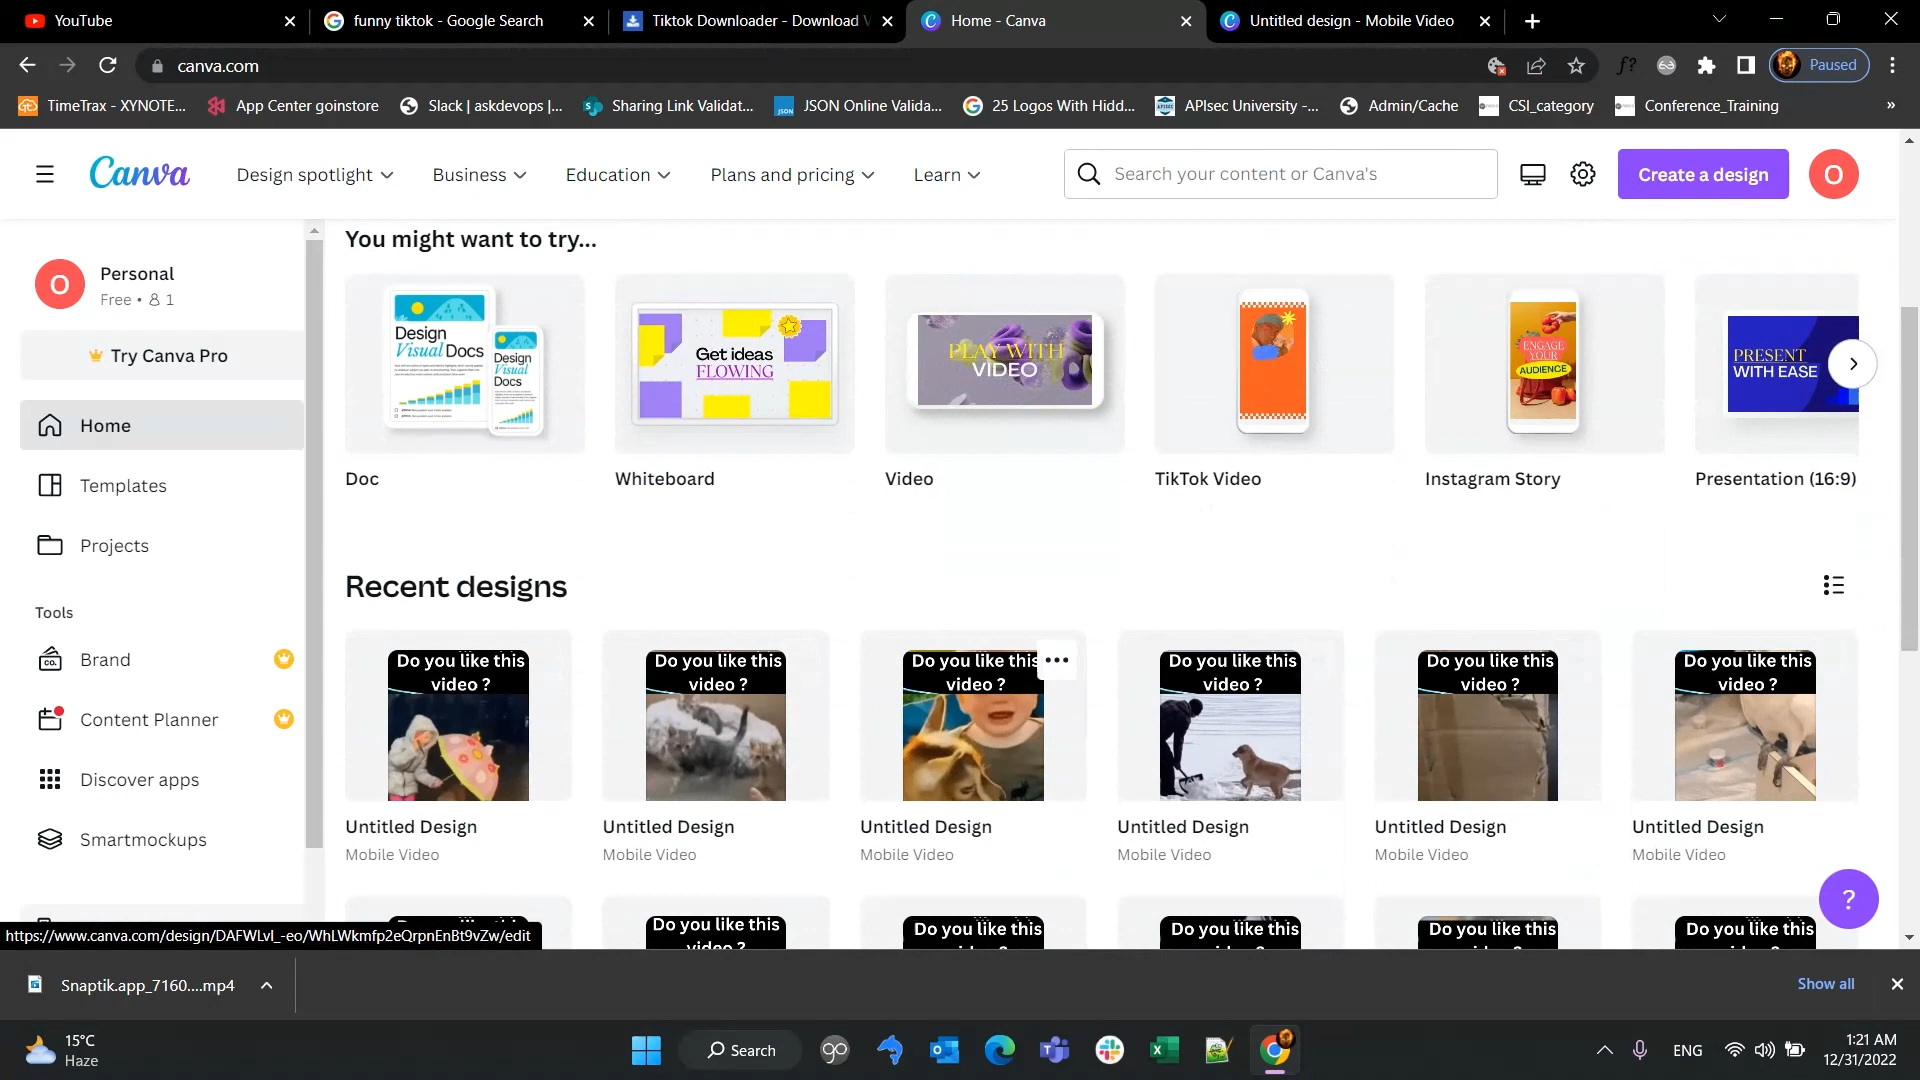 YouTube
funny tiktok - Google Search
Tiktok Downloader - Download V
Home - Canva
Untitled design - Mobile Video
canva.com
Paused
TimeTrax - XYNOTE...
App Center goinstore
Slack | askdevops |...
Sharing Link Validat...
JSON Online Valida...
25 Logos With Hidd...
APIsec University -...
Admin/Cache
CSI_category
Conference_Training
»
Canva
Design spotlight
Business
Education
Plans and pricing
Learn
Search your content or Canva's
Create a design
O
O
Personal
Free • 1
Try Canva Pro
Home
Templates
Projects
Tools
Brand
Content Planner
Discover apps
Smartmockups
You might want to try...
Design
Visual Docs
Design
Visual
Docs
Get ideas
FLOWING
PLAY WITH
VIDEO
ENGAGE
YOUR
AUDIENCE
PRESENT
WITH EASE
Doc
Whiteboard
Video
TikTok Video
Instagram Story
Presentation (16:9)
Recent designs
Do you like this
video ?
Do you like this
video ?
Do you like this
video ?
Do you like this
video ?
Do you like this
video ?
Do you like this
video ?
Untitled Design
Mobile Video
Untitled Design
Mobile Video
Untitled Design
Mobile Video
Untitled Design
Mobile Video
Untitled Design
Mobile Video
Untitled Design
Mobile Video
Do you like this
Do you like this
Do you like this
Do you like this
Do you like this
?
https://www.canva.com/design/DAFWLvI_-eo/WhLWkmfp2eQrpnEnBt9vZw/edit
Snaptik.app_7160....mp4
Show all
15°C
Haze
Search
ENG
1:21 AM
12/31/2022